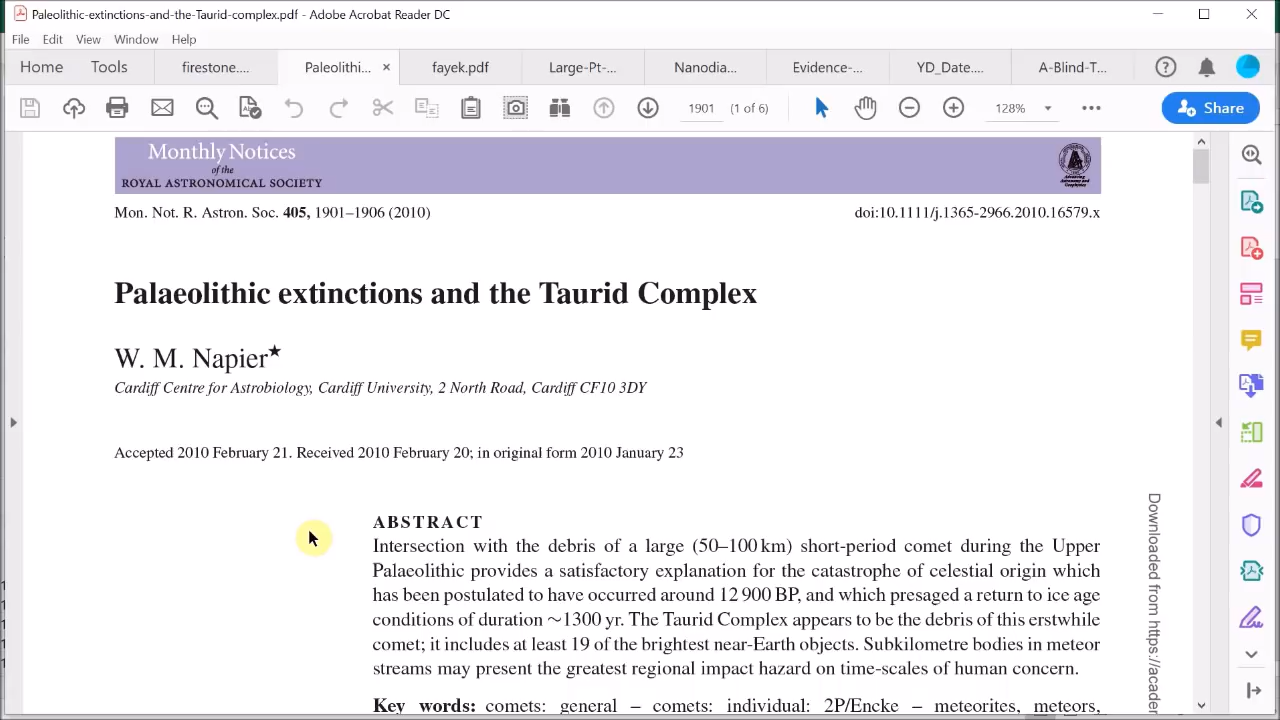 Paleolithic-extinctions-and-the-Taurid-complex.pdf - Adobe Acrobat Reader DC
File Edit View Window Help
Home Tools firestone.... Paleolithi... × fayek.pdf Large-Pt-... Nanodia... Evidence-... YD_Date.... A-Blind-T...
1901 (1 of 6) 128% Share
Monthly Notices
of the
ROYAL ASTRONOMICAL SOCIETY
Mon. Not. R. Astron. Soc. 405, 1901–1906 (2010) doi:10.1111/j.1365-2966.2010.16579.x
Palaeolithic extinctions and the Taurid Complex
W. M. Napier★
Cardiff Centre for Astrobiology, Cardiff University, 2 North Road, Cardiff CF10 3DY
Accepted 2010 February 21. Received 2010 February 20; in original form 2010 January 23
ABSTRACT
Intersection with the debris of a large (50–100 km) short-period comet during the Upper
Palaeolithic provides a satisfactory explanation for the catastrophe of celestial origin which
has been postulated to have occurred around 12 900 BP, and which presaged a return to ice age
conditions of duration ∼1300 yr. The Taurid Complex appears to be the debris of this erstwhile
comet; it includes at least 19 of the brightest near-Earth objects. Subkilometre bodies in meteor
streams may present the greatest regional impact hazard on time-scales of human concern.
Key words: comets: general – comets: individual: 2P/Encke – meteorites, meteors,
Downloaded from https://acader